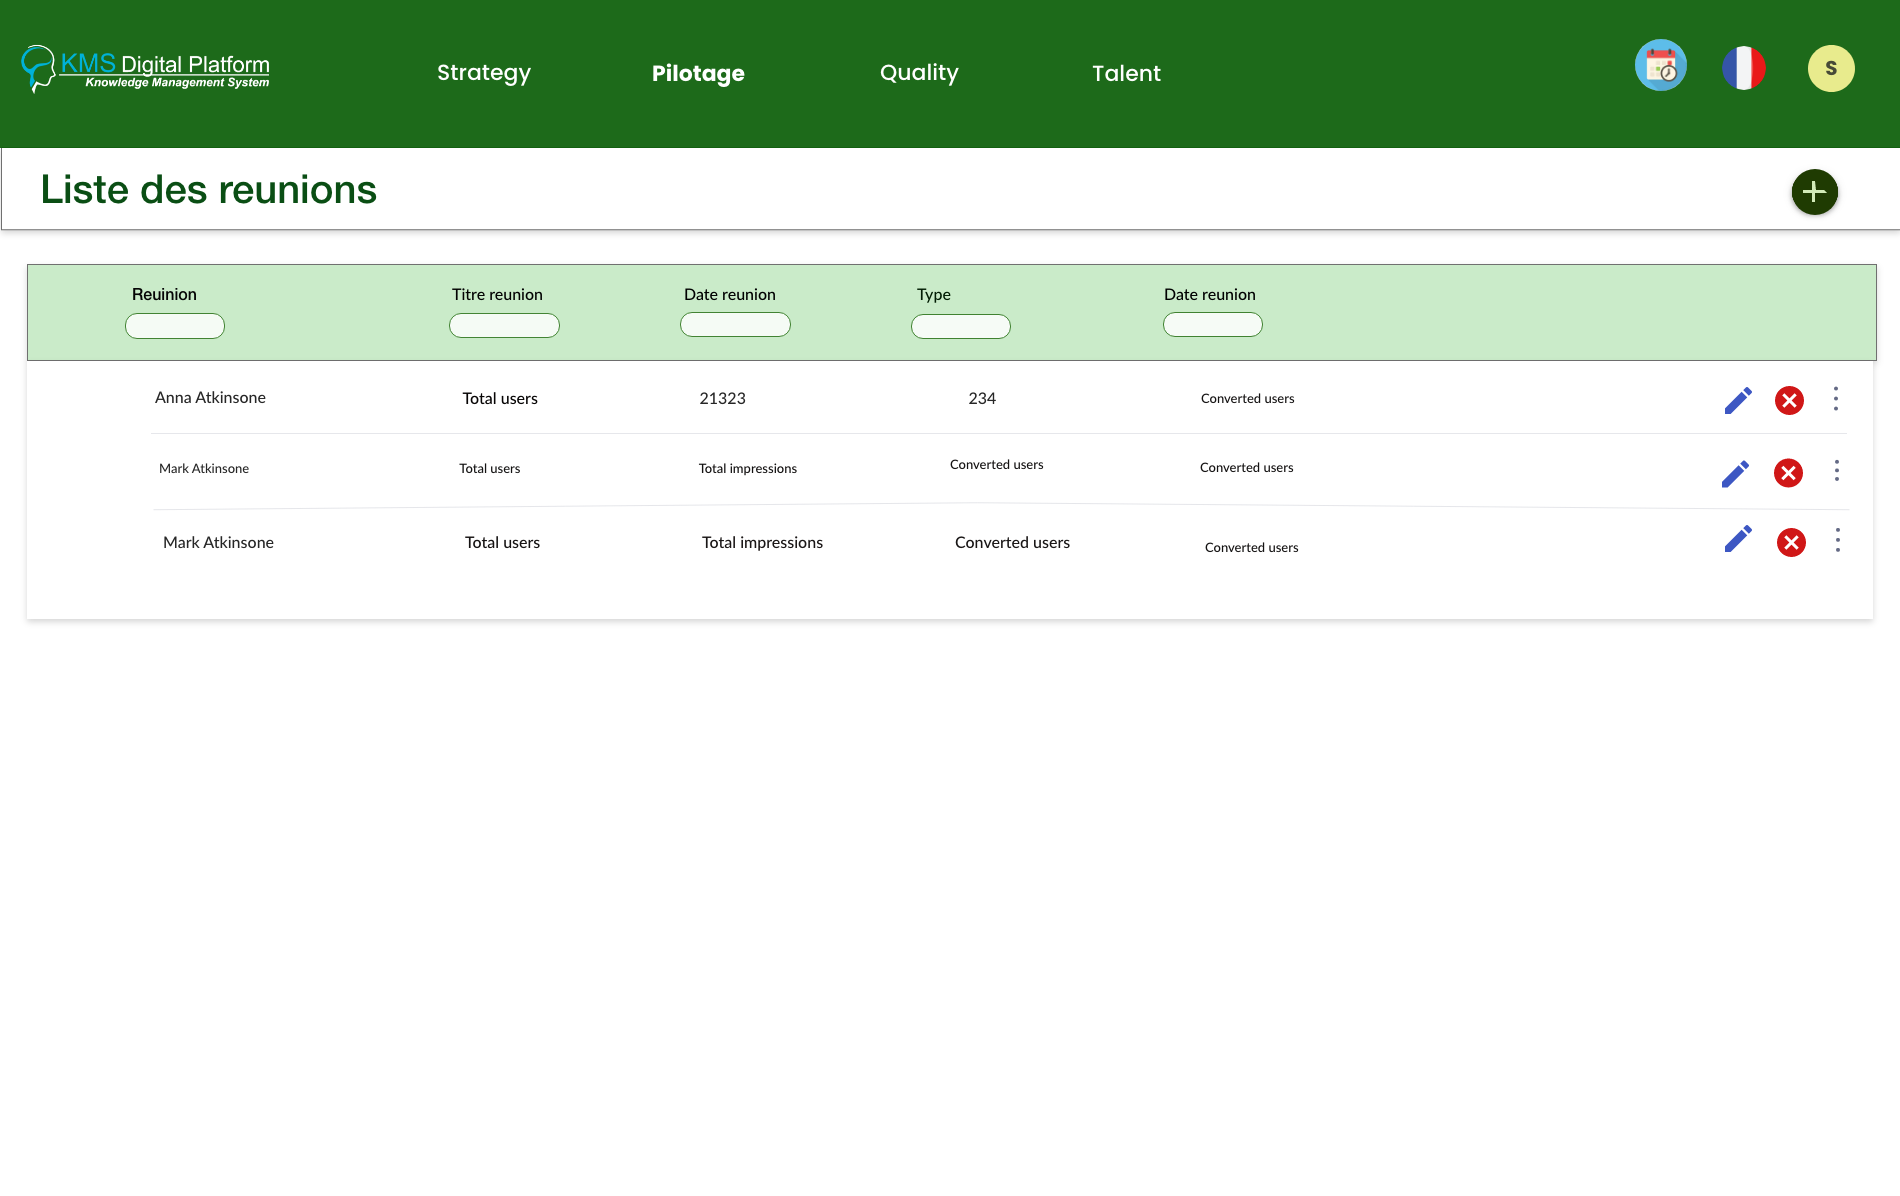 KMS Digital Platform
Knowledge Management System
Strategy Pilotage Quality Talent
S
Liste des reunions
Reuinion Titre reunion Date reunion Type Date reunion
Anna Atkinsone Total users 21323 234 Converted users
Mark Atkinsone Total users Total impressions Converted users Converted users
Mark Atkinsone Total users Total impressions Converted users Converted users